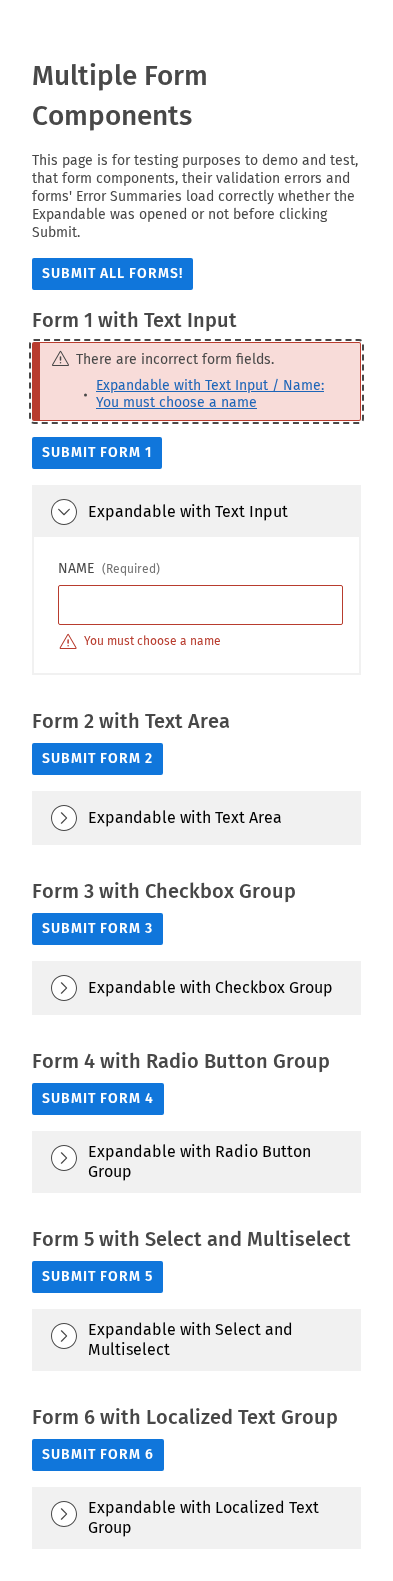 Multiple Form
Components
This page is for testing purposes to demo and test,
that form components, their validation errors and
forms' Error Summaries load correctly whether the
Expandable was opened or not before clicking
Submit.
SUBMIT ALL FORMS!
Form 1 with Text Input
There are incorrect form fields.
• Expandable with Text Input / Name:
You must choose a name
SUBMIT FORM 1
Expandable with Text Input
NAME (Required)
You must choose a name
Form 2 with Text Area
SUBMIT FORM 2
Expandable with Text Area
Form 3 with Checkbox Group
SUBMIT FORM 3
Expandable with Checkbox Group
Form 4 with Radio Button Group
SUBMIT FORM 4
Expandable with Radio Button
Group
Form 5 with Select and Multiselect
SUBMIT FORM 5
Expandable with Select and
Multiselect
Form 6 with Localized Text Group
SUBMIT FORM 6
Expandable with Localized Text
Group